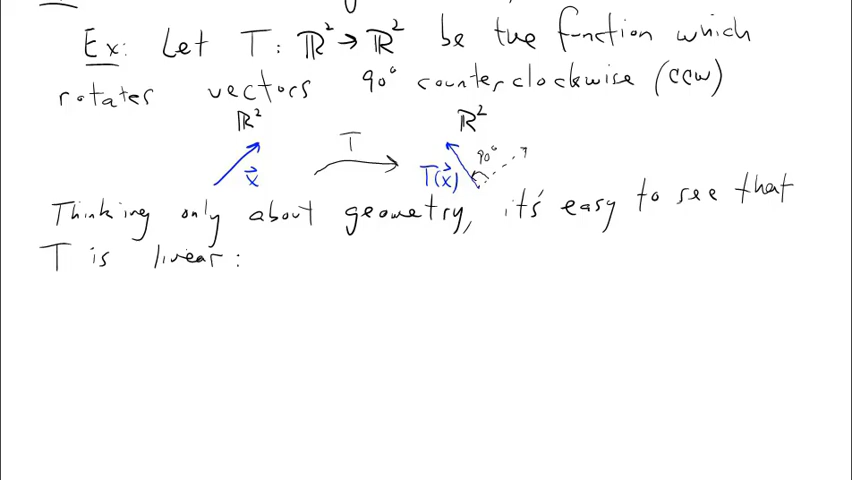 Ex: Let T: ℝ² → ℝ² be the function which
rotates vectors 90° counterclockwise (CCW)
ℝ² ℝ²
T
90°
x⃗ T(x⃗)
Thinking only about geometry, it's easy to see that
T is linear: